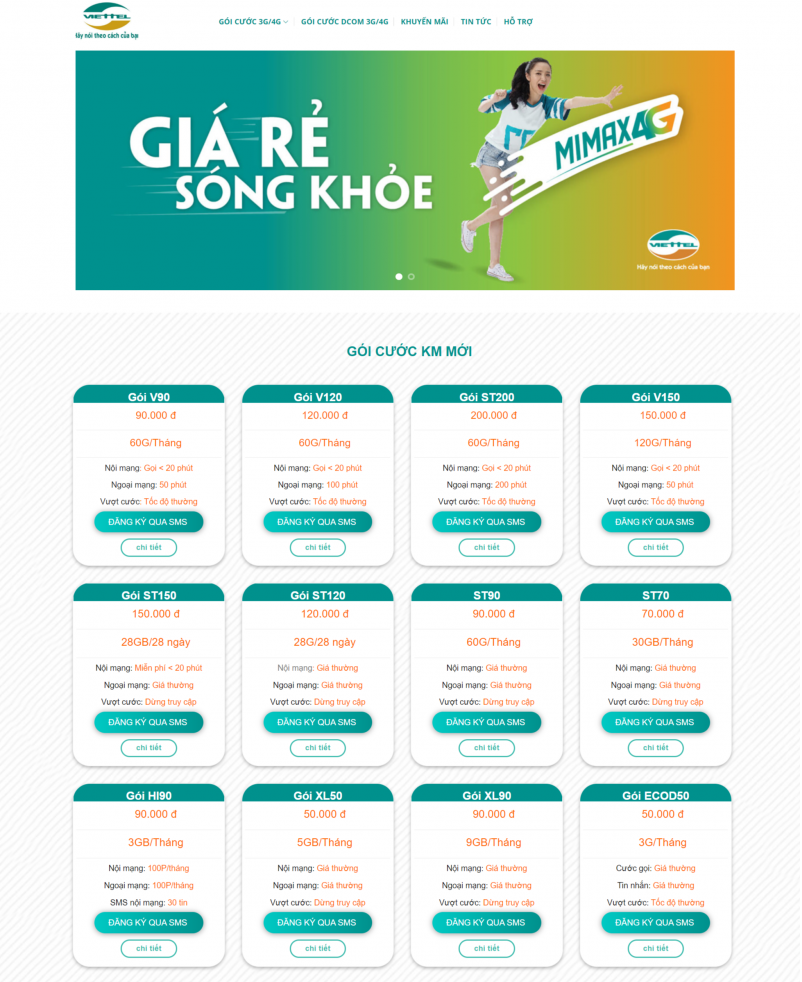 VIETTEL
Hãy nói theo cách của bạn
GÓI CƯỚC 3G/4G
GÓI CƯỚC DCOM 3G/4G
KHUYẾN MÃI
TIN TỨC
HỖ TRỢ
GIÁ RẺ
SÓNG KHỎE
MIMAX4G
VIETTEL
Hãy nói theo cách của bạn
GÓI CƯỚC KM MỚI
Gói V90
90.000 đ
60G/Tháng
Nội mạng: Gọi < 20 phút
Ngoại mạng: 50 phút
Vượt cước: Tốc độ thường
ĐĂNG KÝ QUA SMS
chi tiết
Gói V120
120.000 đ
60G/Tháng
Nội mạng: Gọi < 20 phút
Ngoại mạng: 100 phút
Vượt cước: Tốc độ thường
ĐĂNG KÝ QUA SMS
chi tiết
Gói ST200
200.000 đ
60G/Tháng
Nội mạng: Gọi < 20 phút
Ngoại mạng: 200 phút
Vượt cước: Tốc độ thường
ĐĂNG KÝ QUA SMS
chi tiết
Gói V150
150.000 đ
120G/Tháng
Nội mạng: Gọi < 20 phút
Ngoại mạng: 50 phút
Vượt cước: Tốc độ thường
ĐĂNG KÝ QUA SMS
chi tiết
Gói ST150
150.000 đ
28GB/28 ngày
Nội mạng: Miễn phí < 20 phút
Ngoại mạng: Giá thường
Vượt cước: Dừng truy cập
ĐĂNG KÝ QUA SMS
chi tiết
Gói ST120
120.000 đ
28G/28 ngày
Nội mạng: Giá thường
Ngoại mạng: Giá thường
Vượt cước: Dừng truy cập
ĐĂNG KÝ QUA SMS
chi tiết
ST90
90.000 đ
60G/Tháng
Nội mạng: Giá thường
Ngoại mạng: Giá thường
Vượt cước: Dừng truy cập
ĐĂNG KÝ QUA SMS
chi tiết
ST70
70.000 đ
30GB/Tháng
Nội mạng: Giá thường
Ngoại mạng: Giá thường
Vượt cước: Dừng truy cập
ĐĂNG KÝ QUA SMS
chi tiết
Gói HI90
90.000 đ
3GB/Tháng
Nội mạng: 100P/tháng
Ngoại mạng: 100P/tháng
SMS nội mạng: 30 tin
ĐĂNG KÝ QUA SMS
chi tiết
Gói XL50
50.000 đ
5GB/Tháng
Nội mạng: Giá thường
Ngoại mạng: Giá thường
Vượt cước: Dừng truy cập
ĐĂNG KÝ QUA SMS
chi tiết
Gói XL90
90.000 đ
9GB/Tháng
Nội mạng: Giá thường
Ngoại mạng: Giá thường
Vượt cước: Dừng truy cập
ĐĂNG KÝ QUA SMS
chi tiết
Gói ECOD50
50.000 đ
3G/Tháng
Cước gọi: Giá thường
Tin nhắn: Giá thường
Vượt cước: Tốc độ thường
ĐĂNG KÝ QUA SMS
chi tiết